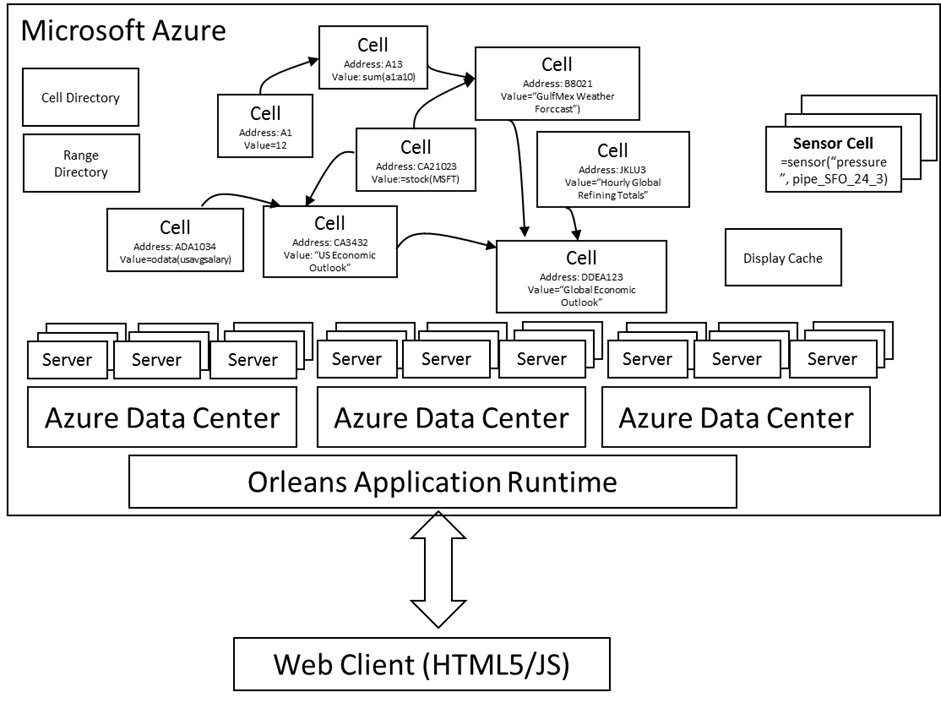 Microsoft Azure
Cell Directory
Range
Directory
Cell
Address: A13
Value: sum(a1:a10)
Cell
Address: A1
Value=12
Cell
Address: B8021
Value="GulfMex Weather
Forccast")
Cell
Address: CA21023
Value:=stock(MSFT)
Cell
Address: JKLU3
Value="Hourly Global
Refining Totals"
Sensor Cell
=sensor("pressure
", pipe_SFO_24_3)
Cell
Address: ADA1034
Value=odata(usavgsalary)
Cell
Address: CA3432
Value: "US Economic
Outlook"
Cell
Address: DDEA123
Value="Global Economic
Outlook"
Display Cache
Server
Server
Server
Server
Server
Server
Server
Server
Server
Azure Data Center
Azure Data Center
Azure Data Center
Orleans Application Runtime
Web Client (HTML5/JS)